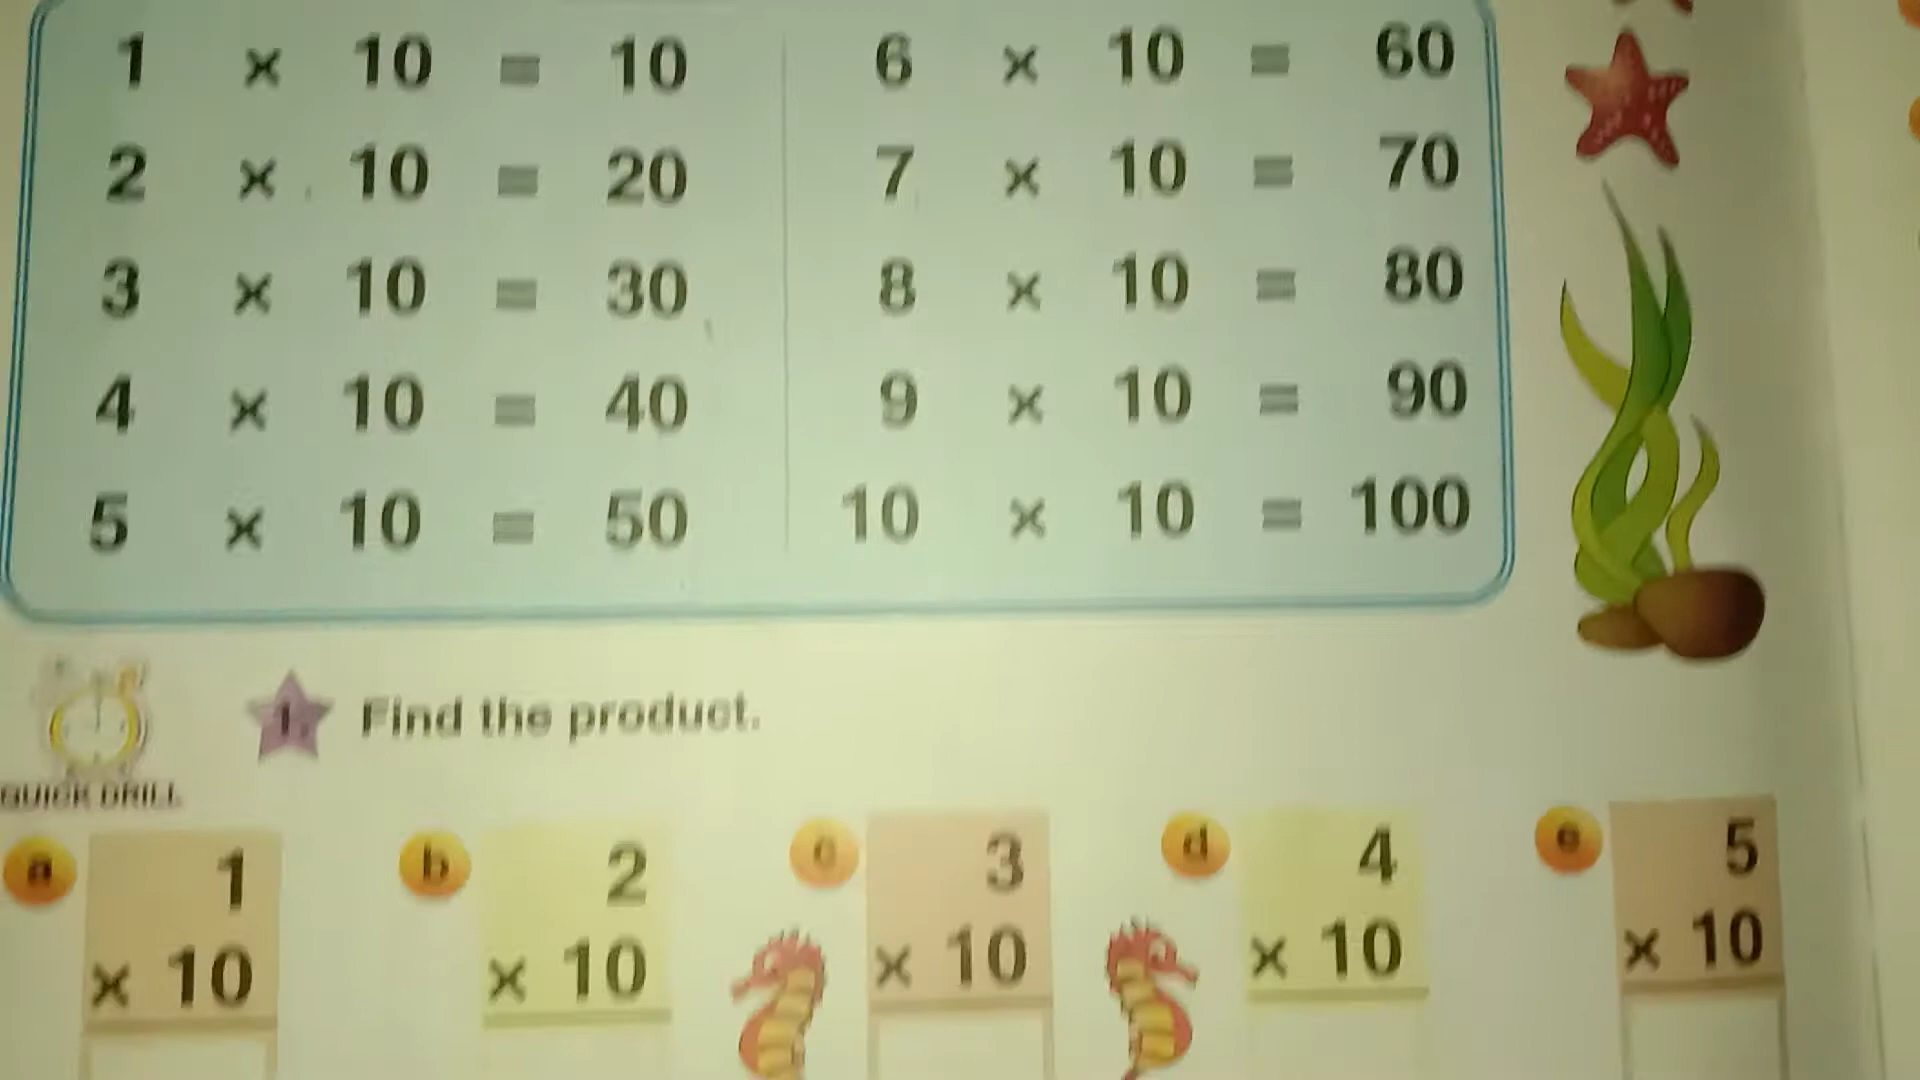 1 × 10 = 10
2 × 10 = 20
3 × 10 = 30
4 × 10 = 40
5 × 10 = 50
6 × 10 = 60
7 × 10 = 70
8 × 10 = 80
9 × 10 = 90
10 × 10 = 100
QUICK DRILL
1. Find the product.
a 1
× 10
b 2
× 10
c 3
× 10
d 4
× 10
e 5
× 10